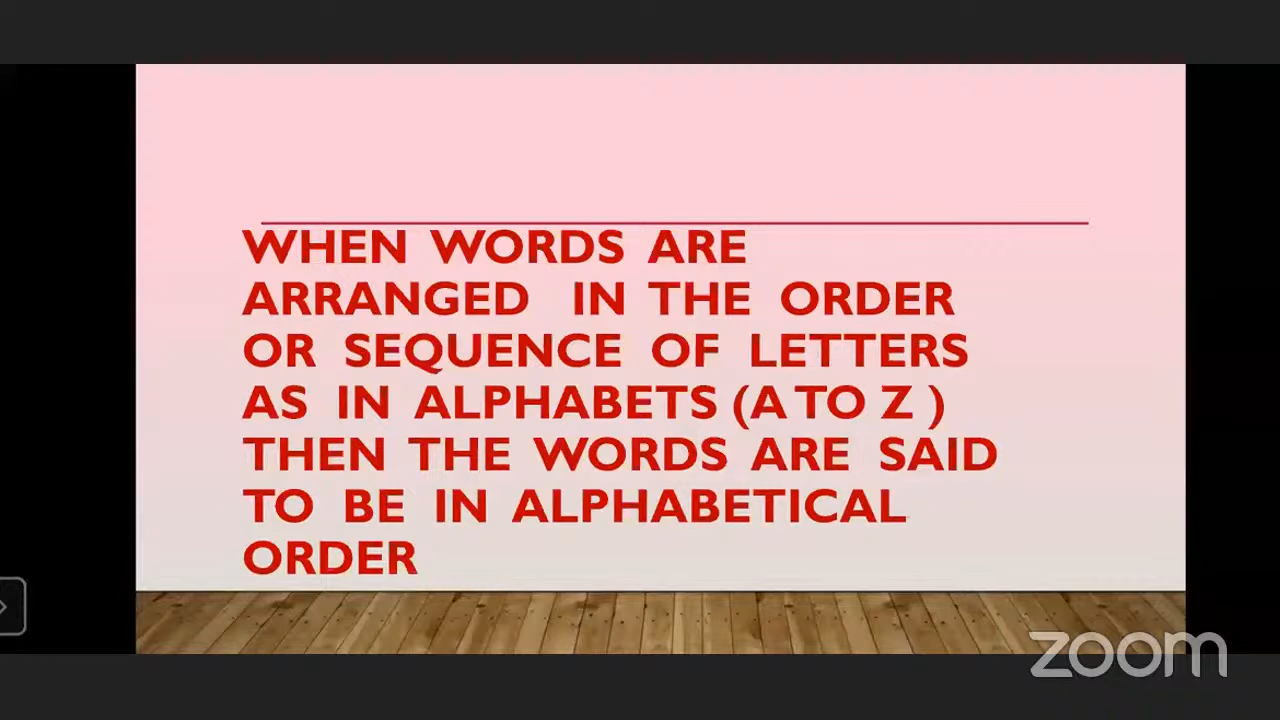 WHEN WORDS ARE
ARRANGED IN THE ORDER
OR SEQUENCE OF LETTERS
AS IN ALPHABETS (A TO Z )
THEN THE WORDS ARE SAID
TO BE IN ALPHABETICAL
ORDER
zoom